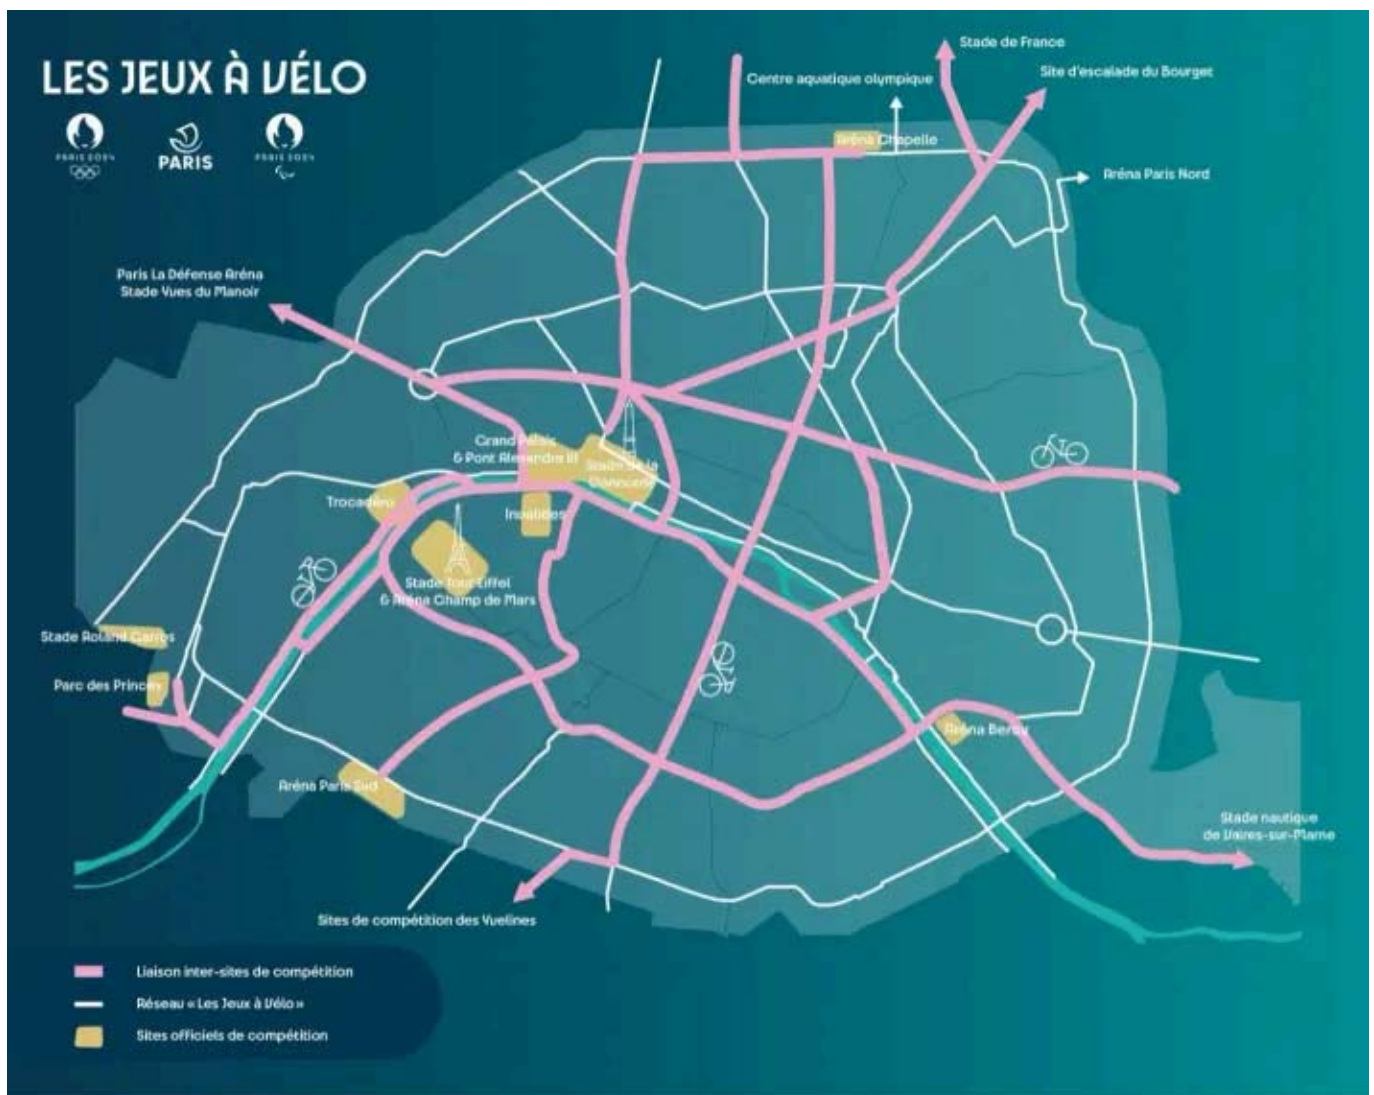 LES JEUX À VÉLO
PARIS 2024
PARIS
PARIS 2024
Stade de France
Centre aquatique olympique
Site d'escalade du Bourget
Aréna Chapelle
Aréna Paris Nord
Paris La Défense Aréna
Stade Yves du Manoir
Grand Palais
& Pont Alexandre III
Stade de la
Concorde
Trocadéro
Invalides
Stade Tour Eiffel
& Aréna Champ de Mars
Stade Roland Garros
Parc des Princes
Aréna Bercy
Aréna Paris Sud
Stade nautique
de Vaires-sur-Marne
Sites de compétition des Yvelines
Liaison inter-sites de compétition
Réseau « Les Jeux à Vélo »
Sites officiels de compétition